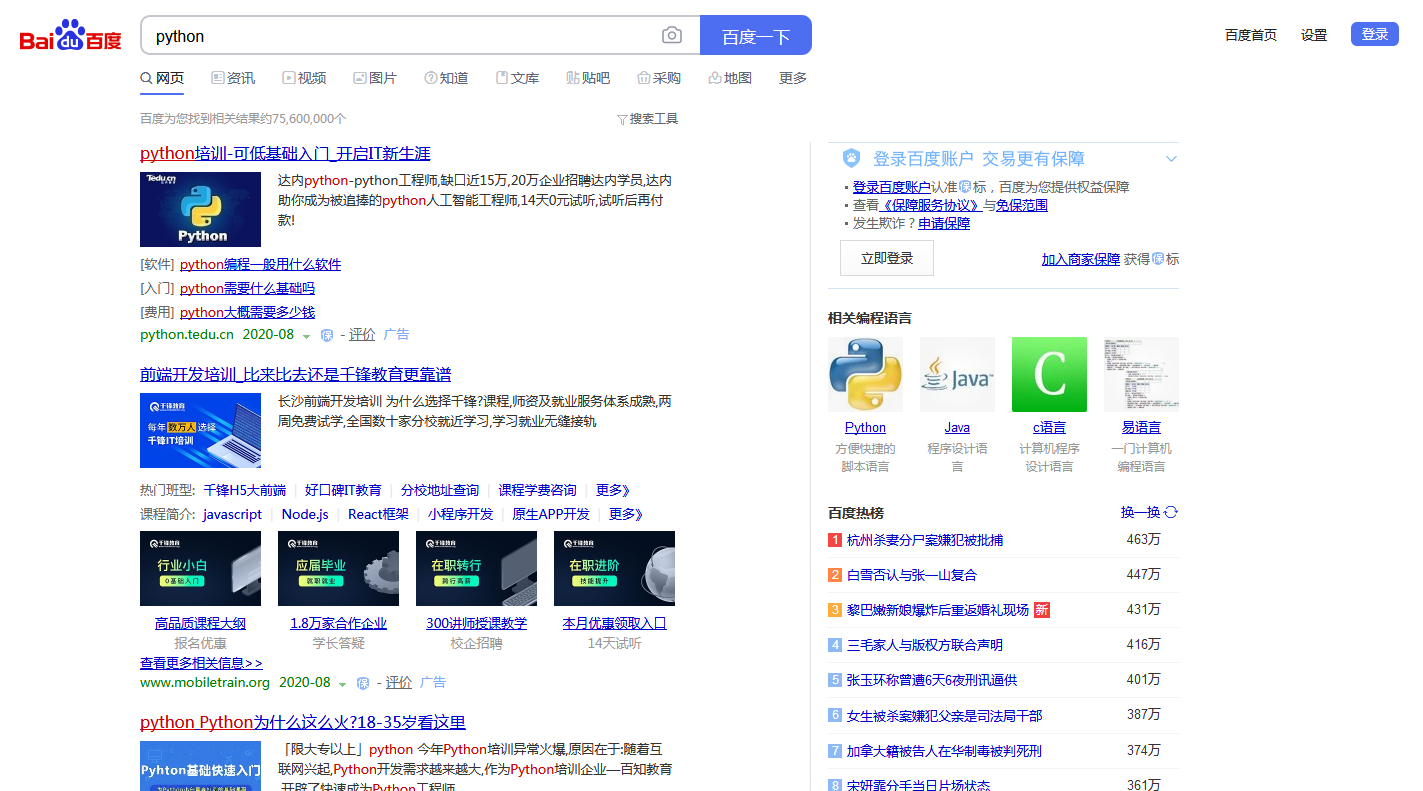 Bai du 百度
python
百度一下
百度首页 设置 登录
网页 资讯 视频 图片 知道 文库 贴吧 采购 地图 更多
百度为您找到相关结果约75,600,000个
搜索工具
python培训-可低基础入门_开启IT新生涯
Tedu.cn
Python
达内python-python工程师,缺口近15万,20万企业招聘达内学员,达内
助你成为被追捧的python人工智能工程师,14天0元试听,试听后再付
款!
[软件] python编程一般用什么软件
[入门] python需要什么基础吗
[费用] python大概需要多少钱
python.tedu.cn 2020-08 保 - 评价 广告
前端开发培训_比来比去还是千锋教育更靠谱
千锋教育
每年数万人选择
千锋IT培训
长沙前端开发培训 为什么选择千锋?课程,师资及就业服务体系成熟,两
周免费试学,全国数十家分校就近学习,学习就业无缝接轨
热门班型: 千锋H5大前端 好口碑IT教育 分校地址查询 课程学费咨询 更多》
课程简介: javascript Node.js React框架 小程序开发 原生APP开发 更多》
千锋教育 千锋教育 千锋教育 千锋教育
行业小白 应届毕业 在职转行 在职进阶
0基础入门 就职就业 跨行高薪 技能提升
高品质课程大纲 1.8万家合作企业 300讲师授课教学 本月优惠领取入口
报名优惠 学长答疑 校企招聘 14天试听
查看更多相关信息>>
www.mobiletrain.org 2020-08 保 - 评价 广告
python Python为什么这么火?18-35岁看这里
Pyhton基础快速入门
「限大专以上」python 今年Python培训异常火爆,原因在于:随着互
联网兴起,Python开发需求越来越大,作为Python培训企业—百知教育
,开辟了快速成为Python工程师
登录百度账户 交易更有保障
登录百度账户认准保标，百度为您提供权益保障
查看《保障服务协议》与免保范围
发生欺诈？申请保障
立即登录
加入商家保障 获得保标
相关编程语言
Java
C
Python Java c语言 易语言
方便快捷的 程序设计语 计算机程序 一门计算机
脚本语言 言 设计语言 编程语言
百度热榜 换一换
1 杭州杀妻分尸案嫌犯被批捕 463万
2 白雪否认与张一山复合 447万
3 黎巴嫩新娘爆炸后重返婚礼现场 新 431万
4 三毛家人与版权方联合声明 416万
5 张玉环称曾遭6天6夜刑讯逼供 401万
6 女生被杀案嫌犯父亲是司法局干部 387万
7 加拿大籍被告人在华制毒被判死刑 374万
8 宋妍霏分手当日片场状态 361万